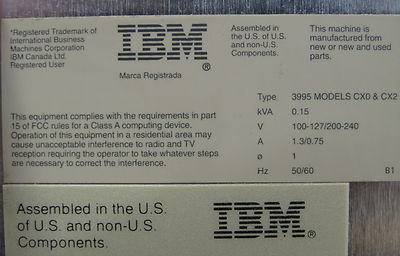 *Registered Trademark of
International Business
Machines Corporation
IBM Canada Ltd.
Registered User
IBM®
Marca Registrada
Assembled in
the U.S. of U.S.
and non-U.S.
Components.
This machine is
manufactured from
new or new and used
parts.
This equipment complies with the requirements in part
15 of FCC rules for a Class A computing device.
Operation of this equipment in a residential area may
cause unacceptable interference to radio and TV
reception requiring the operator to take whatever steps
are necessary to correct the interference.
Type 3995 MODELS CX0 & CX2
kVA 0.15
V 100-127/200-240
A 1.3/0.75
ø 1
Hz 50/60 B1
Assembled in the U.S.
of U.S. and non-U.S.
Components.
IBM®